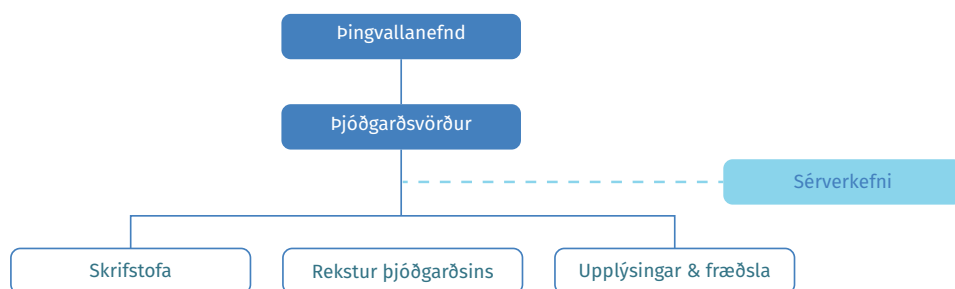 Þingvallanefnd
Þjóðgarðsvörður
Sérverkefni
Skrifstofa
Rekstur þjóðgarðsins
Upplýsingar & fræðsla